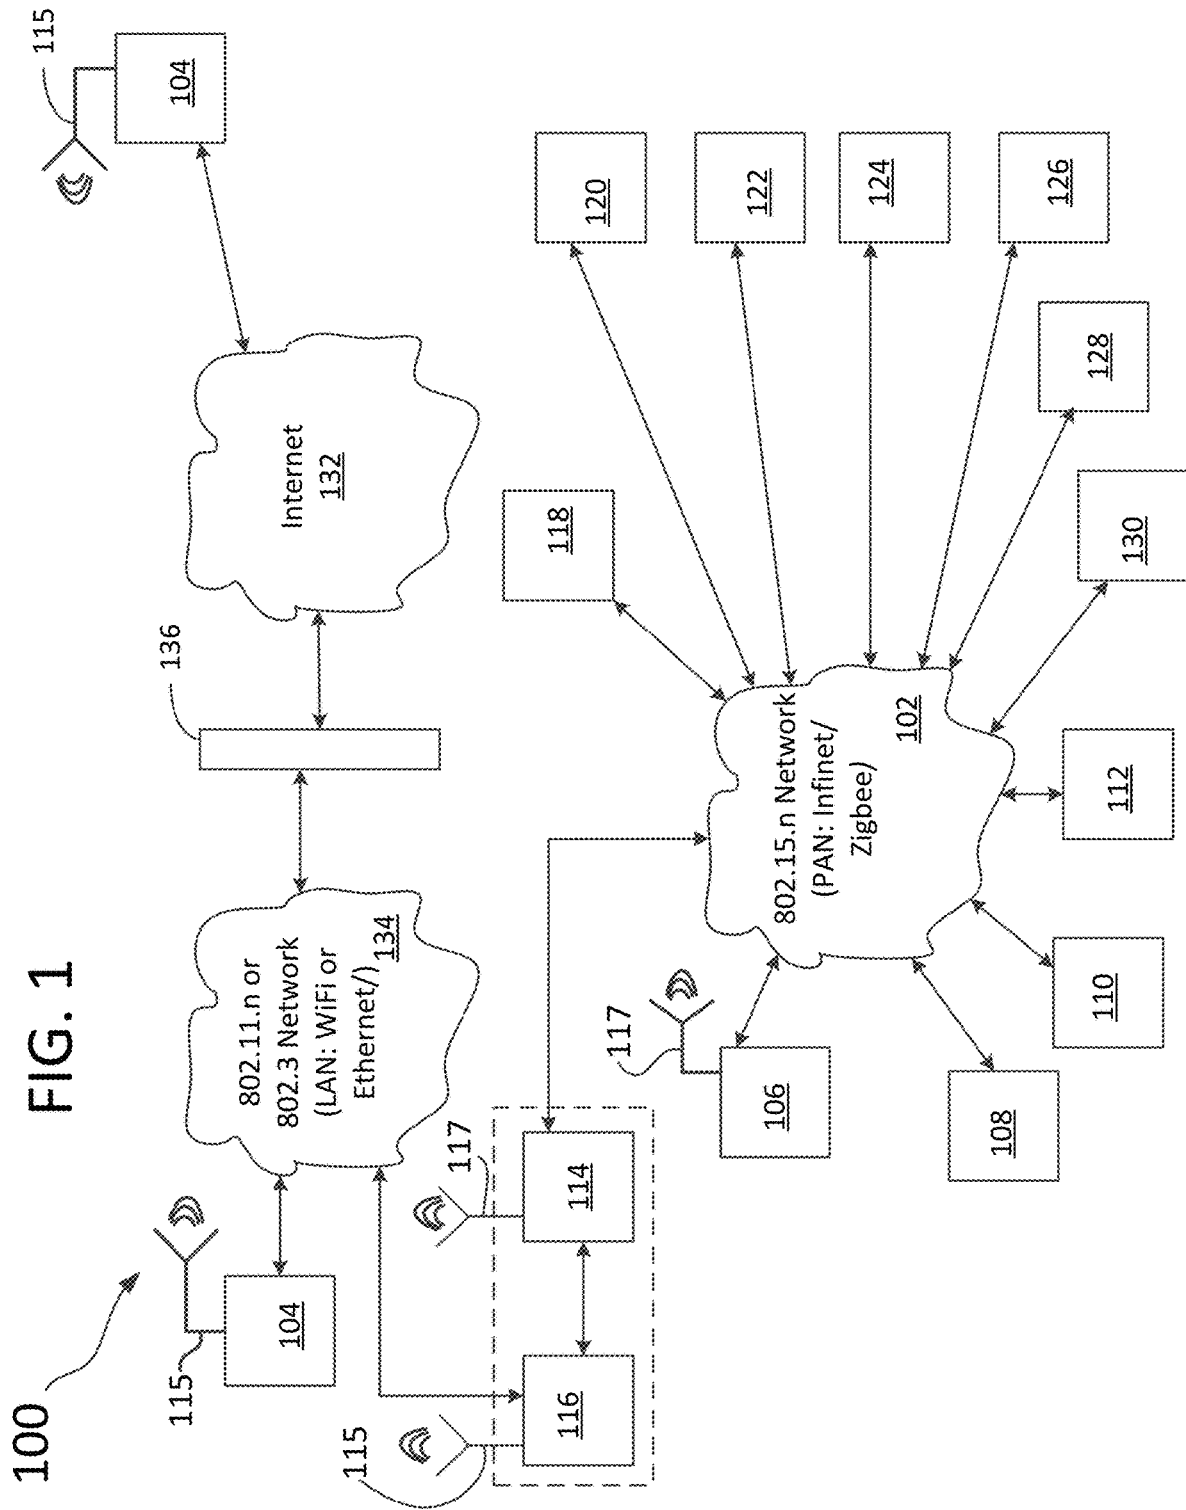 FIG. 1
100
115
104
802.11.n or
802.3 Network
(LAN: WiFi or
Ethernet/)
134
136
Internet
132
115
104
115
116
117
114
117
106
802.15.n Network
(PAN: Infinet/
Zigbee/
102
108
110
112
118
120
122
124
126
128
130